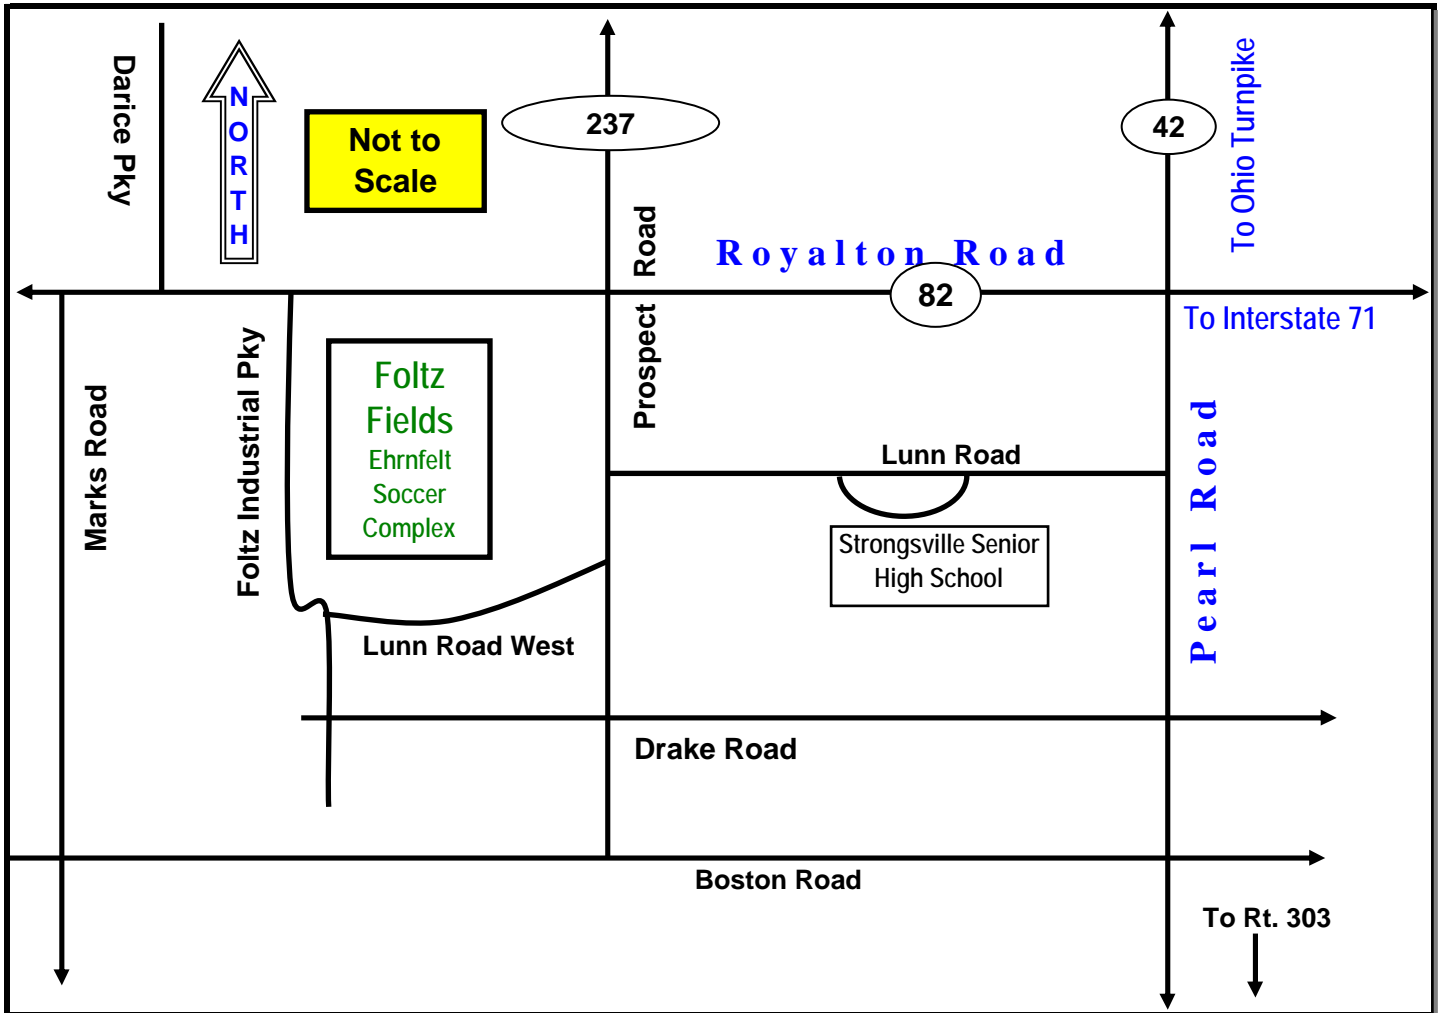 Darice Pky
NORTH
Not to
Scale
237
42
To Ohio Turnpike
Royalton Road
82
To Interstate 71
Prospect Road
Marks Road
Foltz Industrial Pky
Foltz
Fields
Ehrnfelt
Soccer
Complex
Lunn Road
Strongsville Senior
High School
Pearl Road
Lunn Road West
Drake Road
Boston Road
To Rt. 303